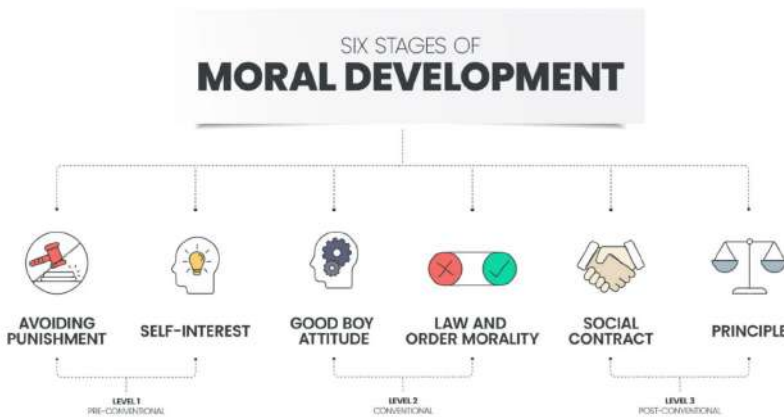 SIX STAGES OF
MORAL DEVELOPMENT
AVOIDING
PUNISHMENT
SELF-INTEREST
GOOD BOY
ATTITUDE
LAW AND
ORDER MORALITY
SOCIAL
CONTRACT
PRINCIPLE
LEVEL 1
PRE-CONVENTIONAL
LEVEL 2
CONVENTIONAL
LEVEL 3
POST-CONVENTIONAL